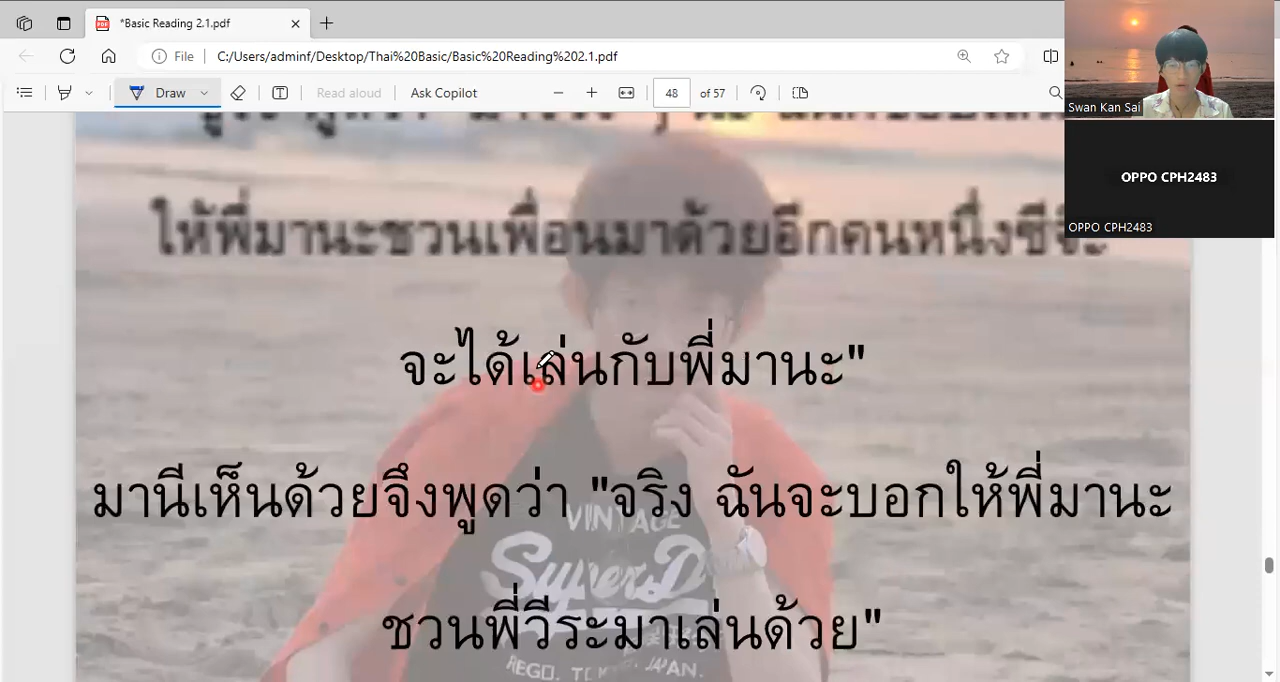 *Basic Reading 2.1.pdf
File
C:/Users/adminf/Desktop/Thai%20Basic/Basic%20Reading%202.1.pdf
Draw
Read aloud
Ask Copilot
48
of 57
Swan Kan Sai
OPPO CPH2483
OPPO CPH2483
ให้พี่มานะชวนเพื่อนมาด้วยอีกคนหนึ่งซีจ๊ะ
จะได้เล่นกับพี่มานะ"
มานีเห็นด้วยจึงพูดว่า "จริง ฉันจะบอกให้พี่มานะ
ชวนพี่วีระมาเล่นด้วย"
VINTAGE
SuperD
REGD.
JAPAN.